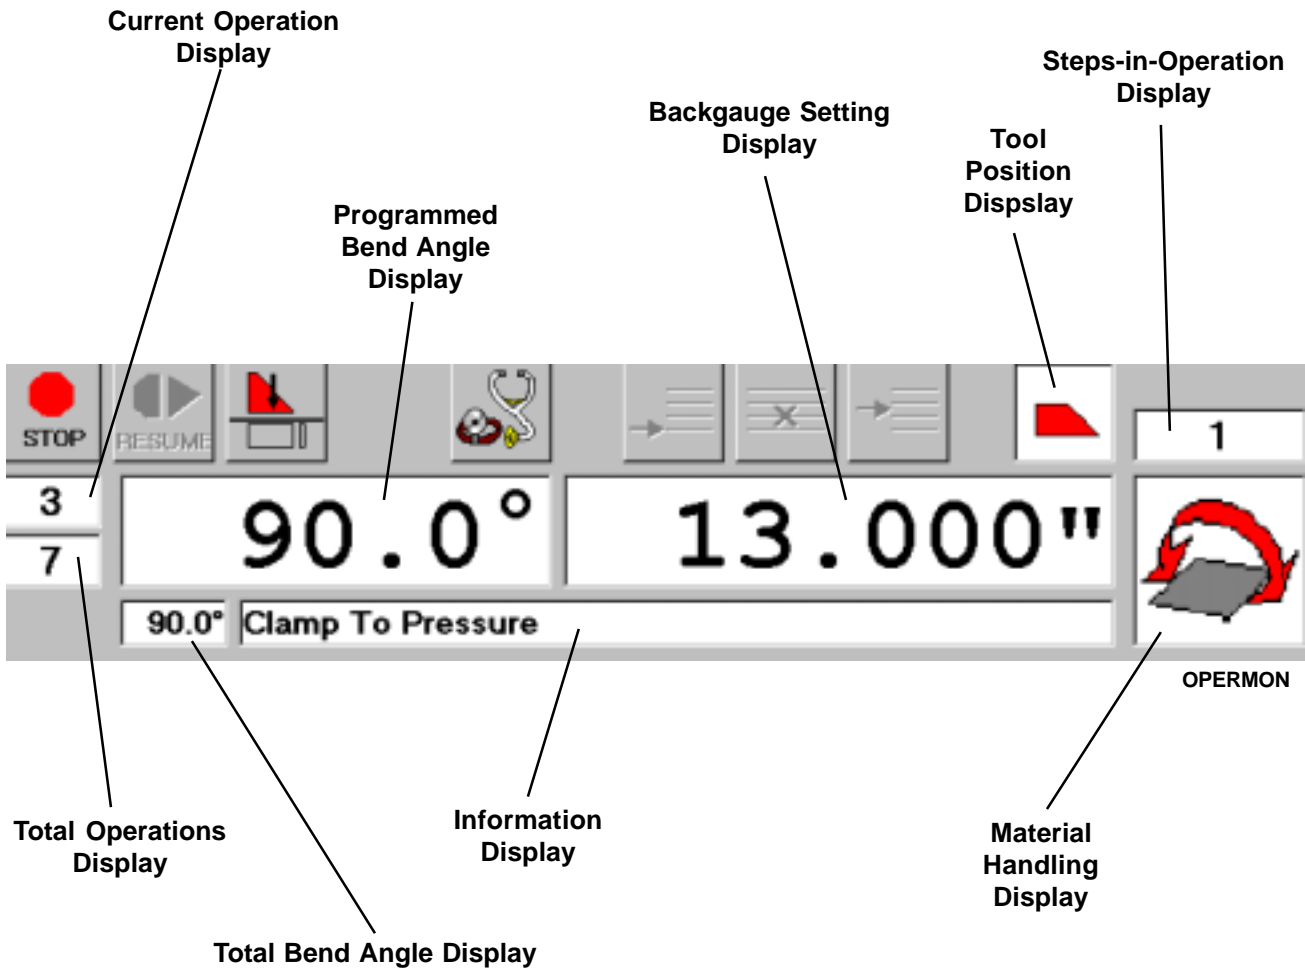 Current Operation
Display
Steps-in-Operation
Display
Backgauge Setting
Display
Tool
Position
Dispslay
Programmed
Bend Angle
Display
STOP
RESUME
1
3
90.0°
13.000"
7
90.0°
Clamp To Pressure
OPERMON
Total Operations
Display
Information
Display
Material
Handling
Display
Total Bend Angle Display